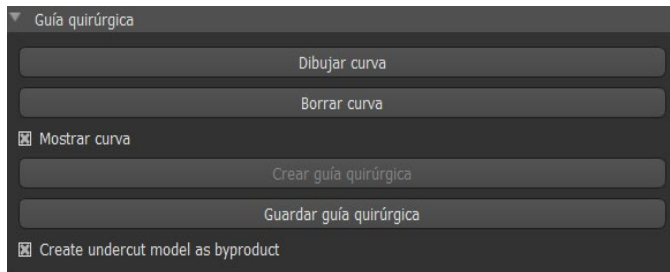 Guía quirúrgica
Dibujar curva
Borrar curva
Mostrar curva
Crear guía quirúrgica
Guardar guía quirúrgica
Create undercut model as byproduct